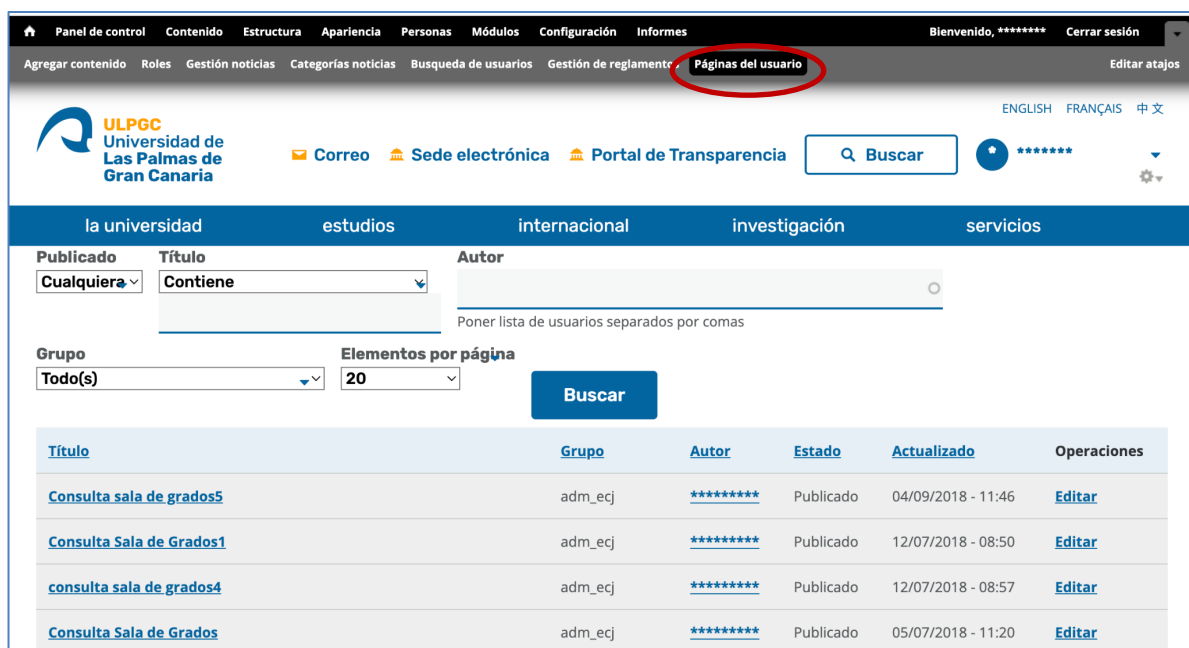 Panel de control Contenido Estructura Apariencia Personas Módulos Configuración Informes Bienvenido, ******** Cerrar sesión
Agregar contenido Roles Gestión noticias Categorías noticias Busqueda de usuarios Gestión de reglamentos Páginas del usuario Editar atajos
ENGLISH FRANÇAIS 中文
ULPGC
Universidad de
Las Palmas de
Gran Canaria
Correo Sede electrónica Portal de Transparencia Buscar * *******
la universidad estudios internacional investigación servicios
Publicado Título Autor
Cualquiera Contiene
Poner lista de usuarios separados por comas
Grupo Elementos por página
Todo(s) 20
Buscar
Título Grupo Autor Estado Actualizado Operaciones
Consulta sala de grados5 adm_ecj ********* Publicado 04/09/2018 - 11:46 Editar
Consulta Sala de Grados1 adm_ecj ********* Publicado 12/07/2018 - 08:50 Editar
consulta sala de grados4 adm_ecj ********* Publicado 12/07/2018 - 08:57 Editar
Consulta Sala de Grados adm_ecj ********* Publicado 05/07/2018 - 11:20 Editar